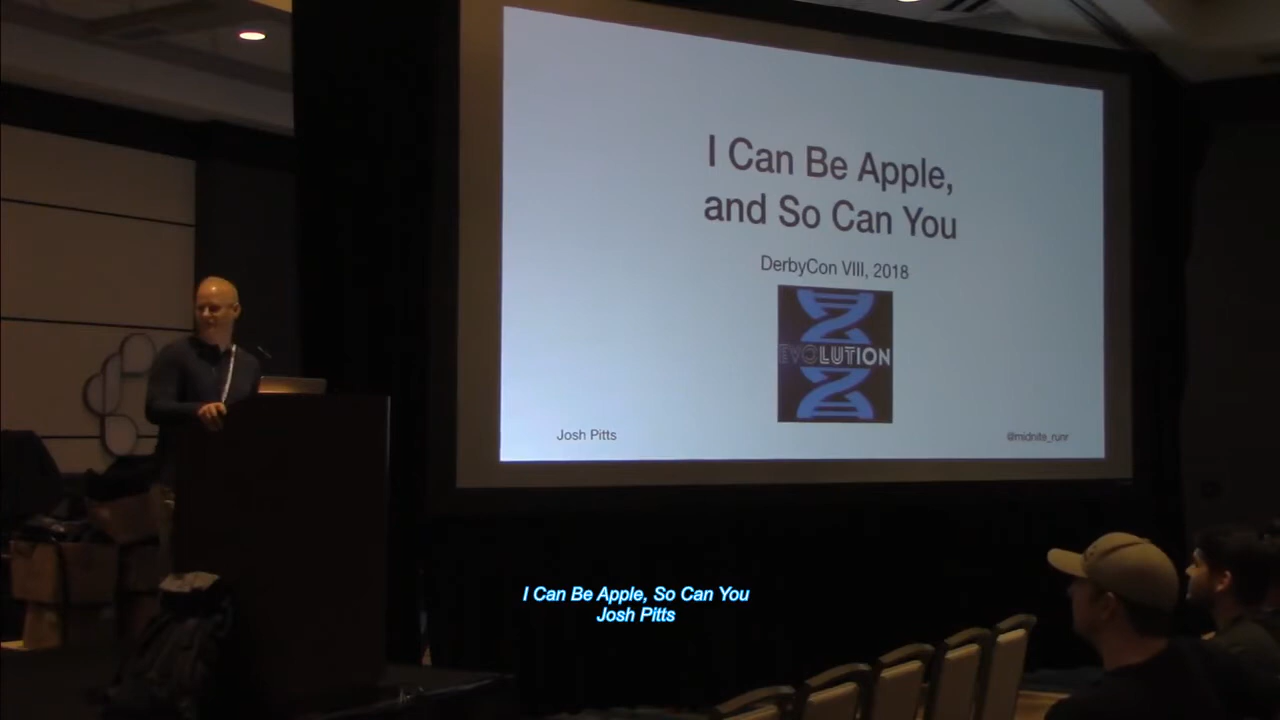 I Can Be Apple,
and So Can You
DerbyCon VIII, 2018
EVOLUTION
Josh Pitts
@midnite_runr
I Can Be Apple, So Can You
Josh Pitts